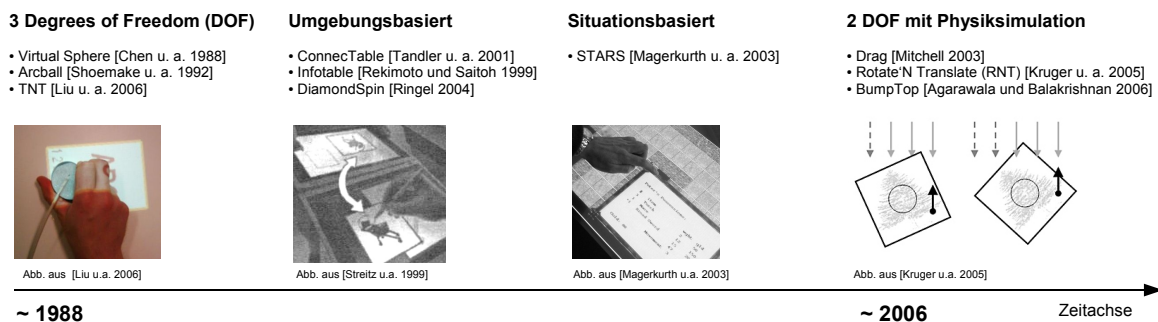 3 Degrees of Freedom (DOF)
• Virtual Sphere [Chen u. a. 1988]
• Arcball [Shoemake u. a. 1992]
• TNT [Liu u. a. 2006]
Abb. aus  [Liu u.a. 2006]
Umgebungsbasiert
• ConnecTable [Tandler u. a. 2001]
• Infotable [Rekimoto und Saitoh 1999]
• DiamondSpin [Ringel 2004]
Abb. aus [Streitz u.a. 1999]
Situationsbasiert
• STARS [Magerkurth u. a. 2003]
Abb. aus [Magerkurth u.a. 2003]
2 DOF mit Physiksimulation
• Drag [Mitchell 2003]
• Rotate‘N Translate (RNT) [Kruger u. a. 2005]
• BumpTop [Agarawala und Balakrishnan 2006]
Abb. aus [Kruger u.a. 2005]
~ 1988
~ 2006
Zeitachse